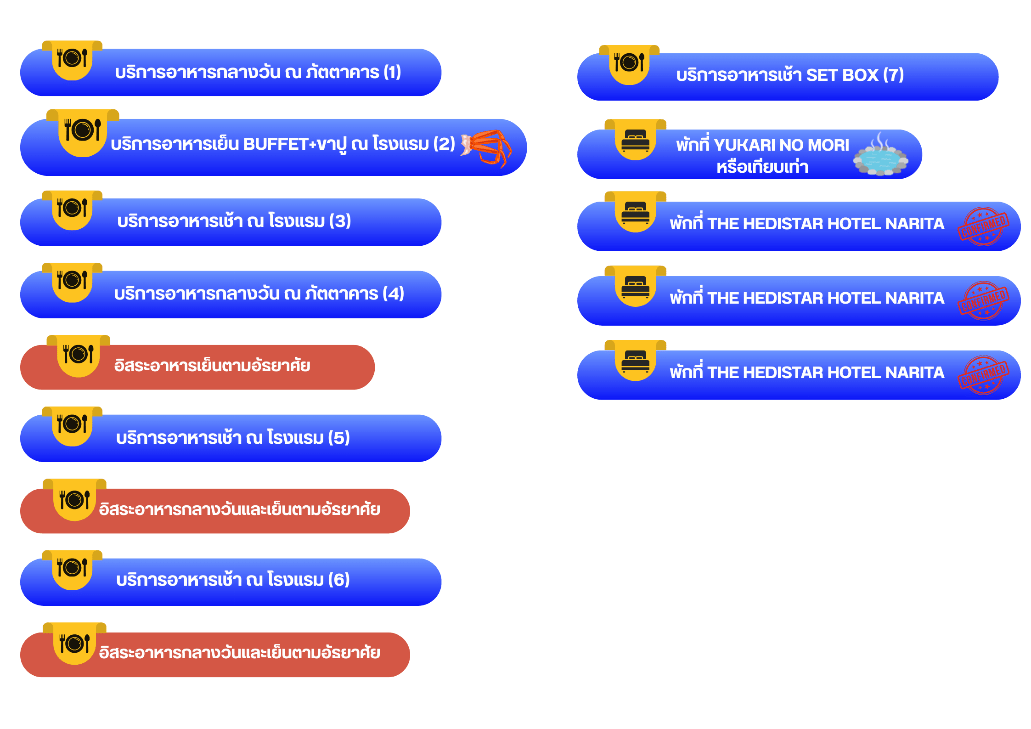 บริการอาหารกลางวัน ณ ภัตตาคาร (1)
บริการอาหารเย็น BUFFET+ขาปู ณ โรงแรม (2)
บริการอาหารเช้า ณ โรงแรม (3)
บริการอาหารกลางวัน ณ ภัตตาคาร (4)
อิสระอาหารเย็นตามอัธยาศัย
บริการอาหารเช้า ณ โรงแรม (5)
อิสระอาหารกลางวันและเย็นตามอัธยาศัย
บริการอาหารเช้า ณ โรงแรม (6)
อิสระอาหารกลางวันและเย็นตามอัธยาศัย
บริการอาหารเช้า SET BOX (7)
พักที่ YUKARI NO MORI
หรือเทียบเท่า
พักที่ THE HEDISTAR HOTEL NARITA
พักที่ THE HEDISTAR HOTEL NARITA
พักที่ THE HEDISTAR HOTEL NARITA